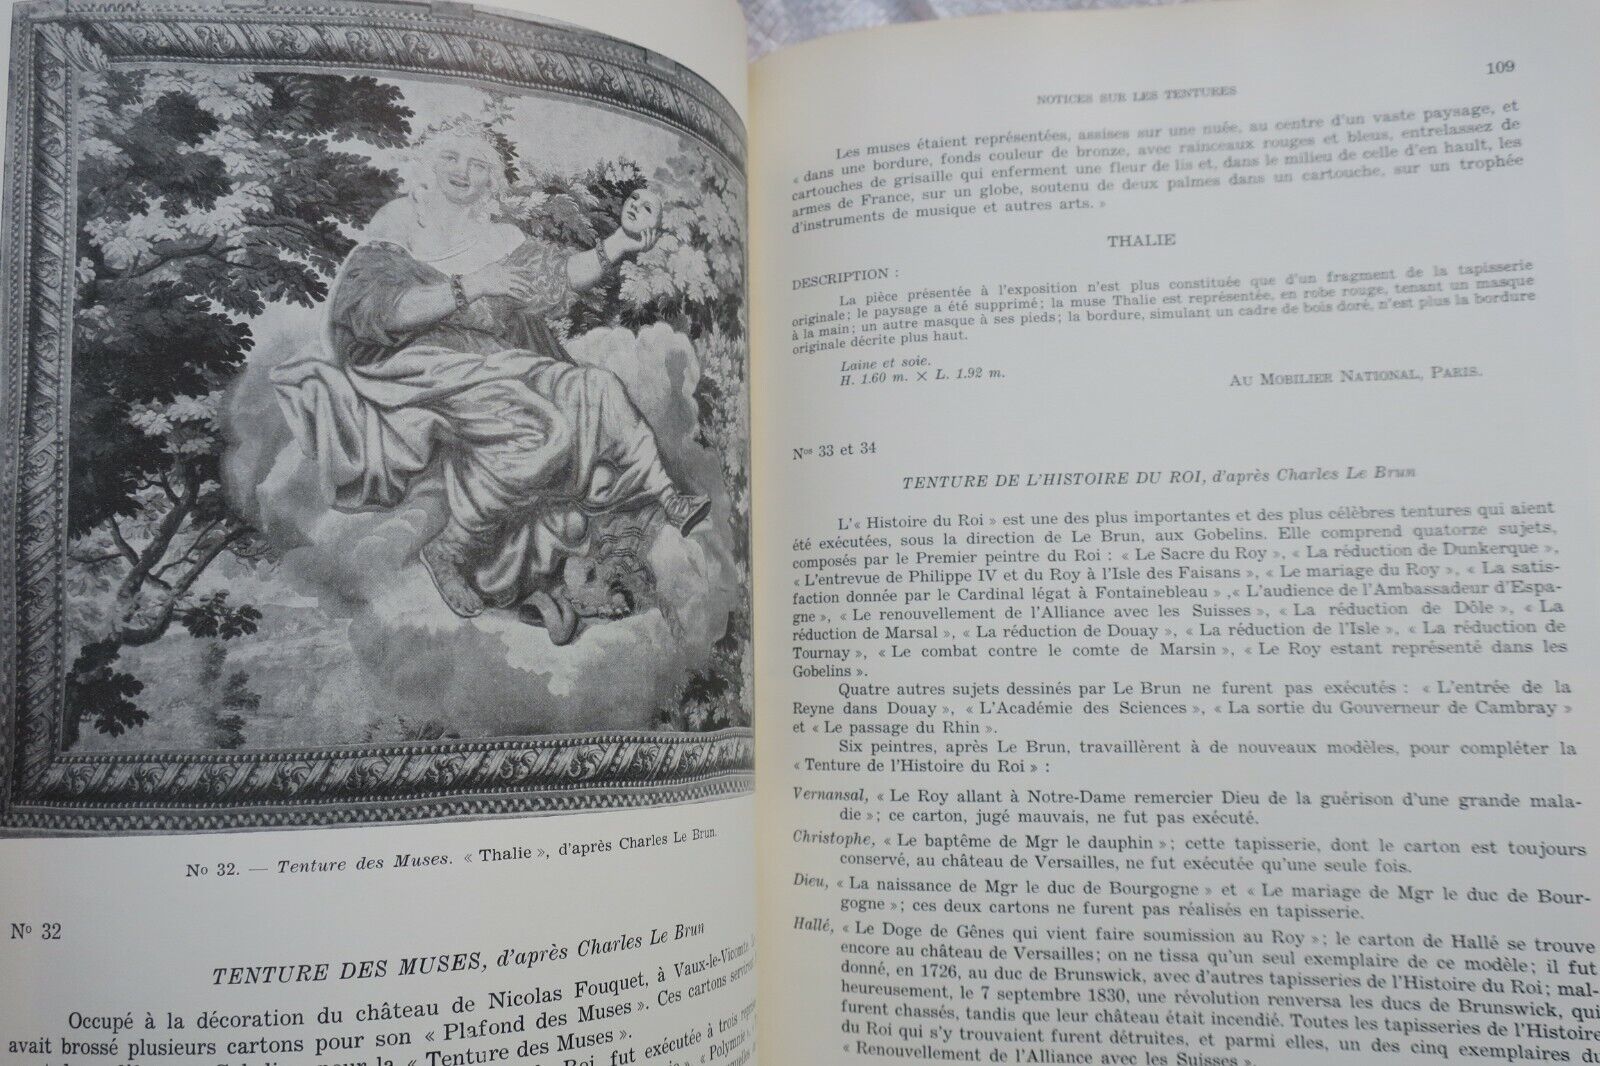 No 32. — Tenture des Muses. « Thalie », d'après Charles Le Brun.
No 32
TENTURE DES MUSES, d'après Charles Le Brun
Occupé à la décoration du château de Nicolas Fouquet, à Vaux-le-Vicomte
avait brossé plusieurs cartons pour son « Plafond des Muses ». Ces cartons servirent
pour la « Tenture des Muses ».
Roi, fut exécutée à trois
« Polymnie »,
109
NOTICES SUR LES TENTURES
Les muses étaient représentées, assises sur une nuée, au centre d'un vaste paysage, et
« dans une bordure, fonds couleur de bronze, avec rainceaux rouges et bleus, entrelassez de
cartouches de grisaille qui enferment une fleur de lis et, dans le milieu de celle d'en hault, les
armes de France, sur un globe, soutenu de deux palmes dans un cartouche, sur un trophée
d'instruments de musique et autres arts. »
THALIE
DESCRIPTION :
La pièce présentée à l'exposition n'est plus constituée que d'un fragment de la tapisserie
originale; le paysage a été supprimé; la muse Thalie est représentée, en robe rouge, tenant un masque
à la main; un autre masque à ses pieds; la bordure, simulant un cadre de bois doré, n'est plus la bordure
originale décrite plus haut.
Laine et soie.
H. 1.60 m. × L. 1.92 m.
AU MOBILIER NATIONAL, PARIS.
Nos 33 et 34
TENTURE DE L'HISTOIRE DU ROI, d'après Charles Le Brun
L'« Histoire du Roi » est une des plus importantes et des plus célèbres tentures qui aient
été exécutées, sous la direction de Le Brun, aux Gobelins. Elle comprend quatorze sujets,
composés par le Premier peintre du Roi : « Le Sacre du Roy », « La réduction de Dunkerque »,
« L'entrevue de Philippe IV et du Roy à l'Isle des Faisans », « Le mariage du Roy », « La satis-
faction donnée par le Cardinal légat à Fontainebleau » ,« L'audience de l'Ambassadeur d'Espa-
gne », « Le renouvellement de l'Alliance avec les Suisses », « La réduction de Dôle », « La
réduction de Marsal », « La réduction de Douay », « La réduction de l'Isle », « La réduction de
Tournay », « Le combat contre le comte de Marsin », « Le Roy estant représenté dans les
Gobelins ».
Quatre autres sujets dessinés par Le Brun ne furent pas exécutés : « L'entrée de la
Reyne dans Douay », « L'Académie des Sciences », « La sortie du Gouverneur de Cambray »
et « Le passage du Rhin ».
Six peintres, après Le Brun, travaillèrent à de nouveaux modèles, pour compléter la
« Tenture de l'Histoire du Roi » :
Vernansal, « Le Roy allant à Notre-Dame remercier Dieu de la guérison d'une grande mala-
die »; ce carton, jugé mauvais, ne fut pas exécuté.
Christophe, « Le baptême de Mgr le dauphin »; cette tapisserie, dont le carton est toujours
conservé, au château de Versailles, ne fut exécutée qu'une seule fois.
Dieu, « La naissance de Mgr le duc de Bourgogne » et « Le mariage de Mgr le duc de Bour-
gogne »; ces deux cartons ne furent pas réalisés en tapisserie.
Hallé, « Le Doge de Gênes qui vient faire soumission au Roy »; le carton de Hallé se trouve
encore au château de Versailles; on ne tissa qu'un seul exemplaire de ce modèle; il fut
donné, en 1726, au duc de Brunswick, avec d'autres tapisseries de l'Histoire du Roi; mal-
heureusement, le 7 septembre 1830, une révolution renversa les ducs de Brunswick, qui
furent chassés, tandis que leur château était incendié. Toutes les tapisseries de l'Histoire
du Roi qui s'y trouvaient furent détruites, et parmi elles, un des cinq exemplaires du
« Renouvellement de l'Alliance avec les Suisses ».